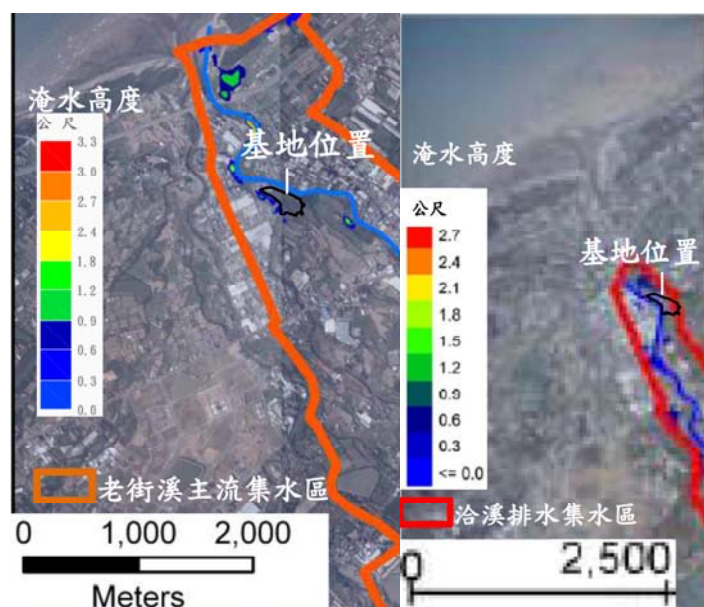 淹水高度
公 尺
3.3
3.0
2.7
2.4
1.8
1.2
0.9
0.6
0.3
0.0
基地位置
老街溪主流集水區
0 1,000 2,000
Meters
淹水高度
公尺
2.7
2.4
2.1
1.8
1.5
1.2
0.9
0.6
0.3
<= 0.0
基地位置
洽溪排水集水區
0 2,500